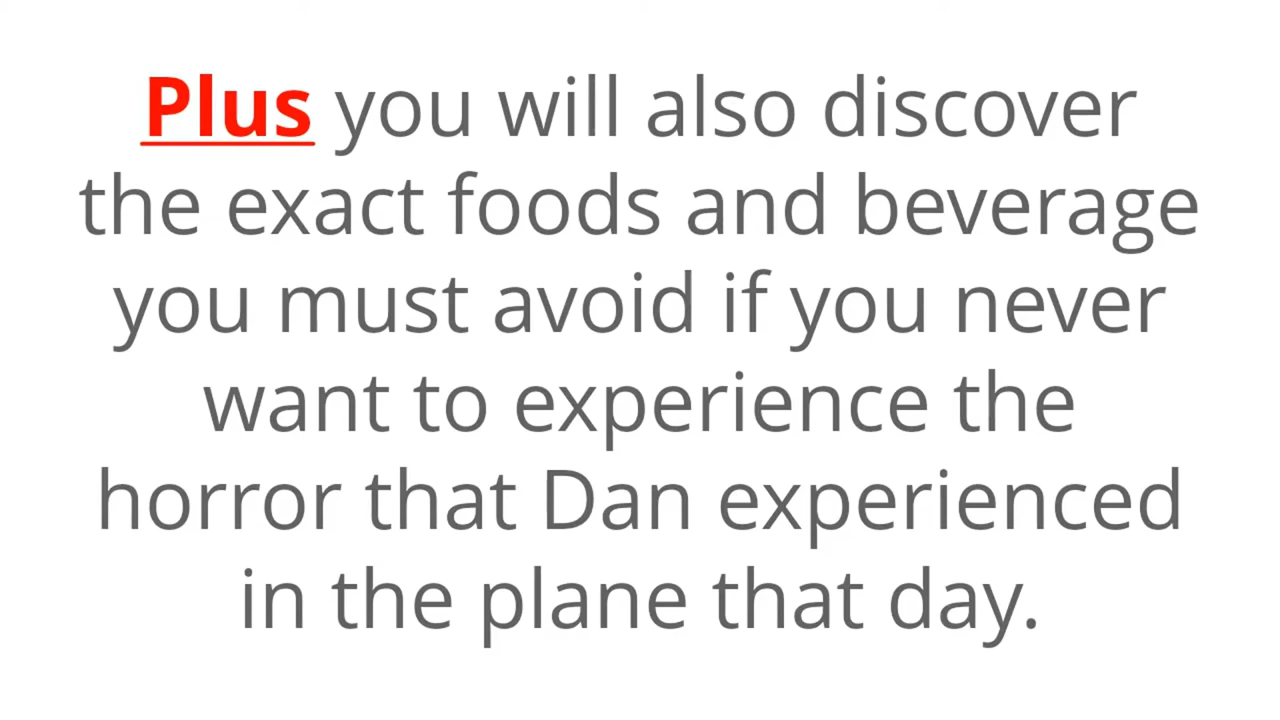 Plus you will also discover
the exact foods and beverage
you must avoid if you never
want to experience the
horror that Dan experienced
in the plane that day.